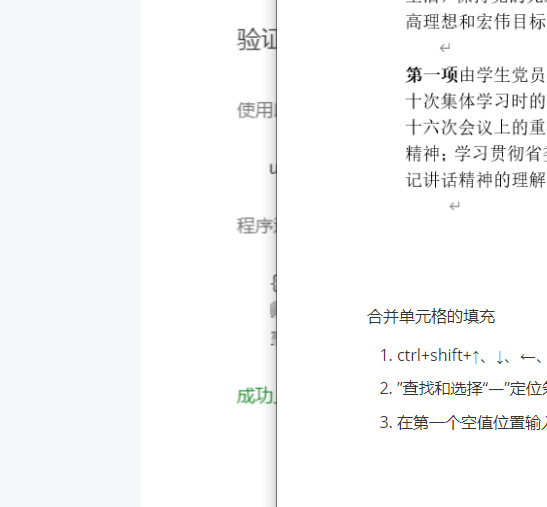 验证
使用
程序
成功
高理想和宏伟目标
↵
第一项由学生党员
十次集体学习时的
十六次会议上的重
精神；学习贯彻省
记讲话精神的理解
↵
合并单元格的填充
1. ctrl+shift+↑、↓、←、
2. ”查找和选择“—”定位
3. 在第一个空值位置输